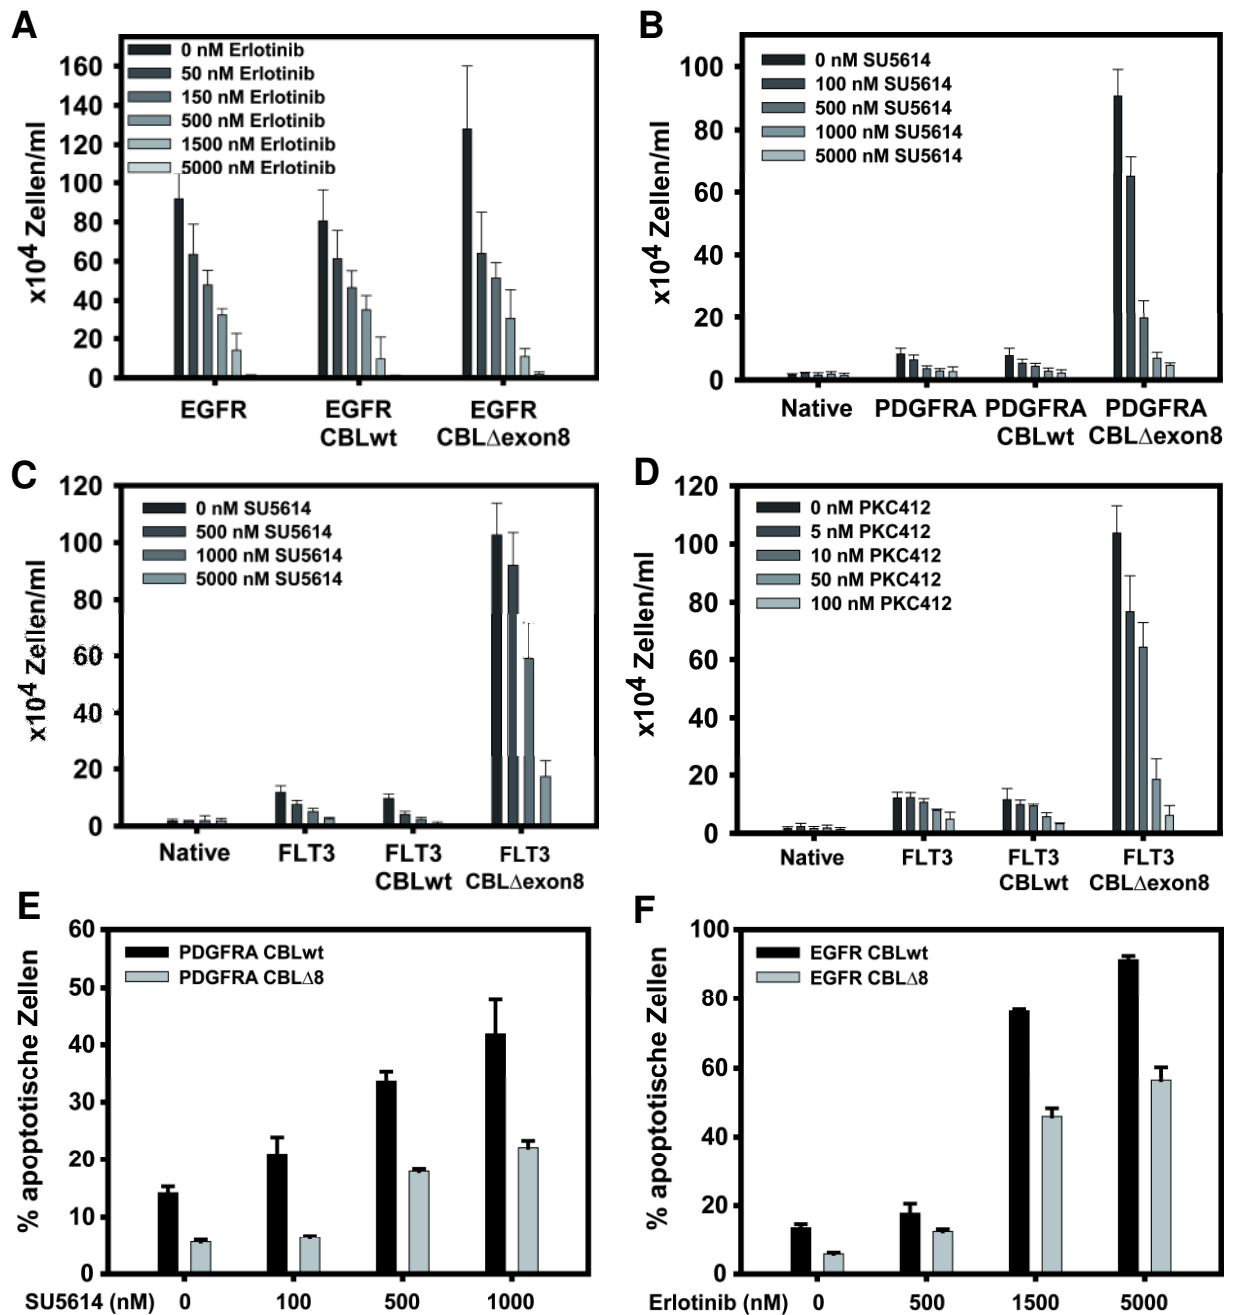 A
x10⁴ Zellen/ml
160
140
120
100
80
60
40
20
0
0 nM Erlotinib
50 nM Erlotinib
150 nM Erlotinib
500 nM Erlotinib
1500 nM Erlotinib
5000 nM Erlotinib
EGFR
EGFR
CBLwt
EGFR
CBLΔexon8
B
x10⁴ Zellen/ml
100
80
60
40
20
0
0 nM SU5614
100 nM SU5614
500 nM SU5614
1000 nM SU5614
5000 nM SU5614
Native
PDGFRA
PDGFRA
CBLwt
PDGFRA
CBLΔexon8
C
x10⁴ Zellen/ml
120
100
80
60
40
20
0
0 nM SU5614
500 nM SU5614
1000 nM SU5614
5000 nM SU5614
Native
FLT3
FLT3
CBLwt
FLT3
CBLΔexon8
D
x10⁴ Zellen/ml
120
100
80
60
40
20
0
0 nM PKC412
5 nM PKC412
10 nM PKC412
50 nM PKC412
100 nM PKC412
Native
FLT3
FLT3
CBLwt
FLT3
CBLΔexon8
E
% apoptotische Zellen
60
50
40
30
20
10
0
PDGFRA CBLwt
PDGFRA CBLΔ8
SU5614 (nM) 0 100 500 1000
F
% apoptotische Zellen
100
80
60
40
20
0
EGFR CBLwt
EGFR CBLΔ8
Erlotinib (nM) 0 500 1500 5000